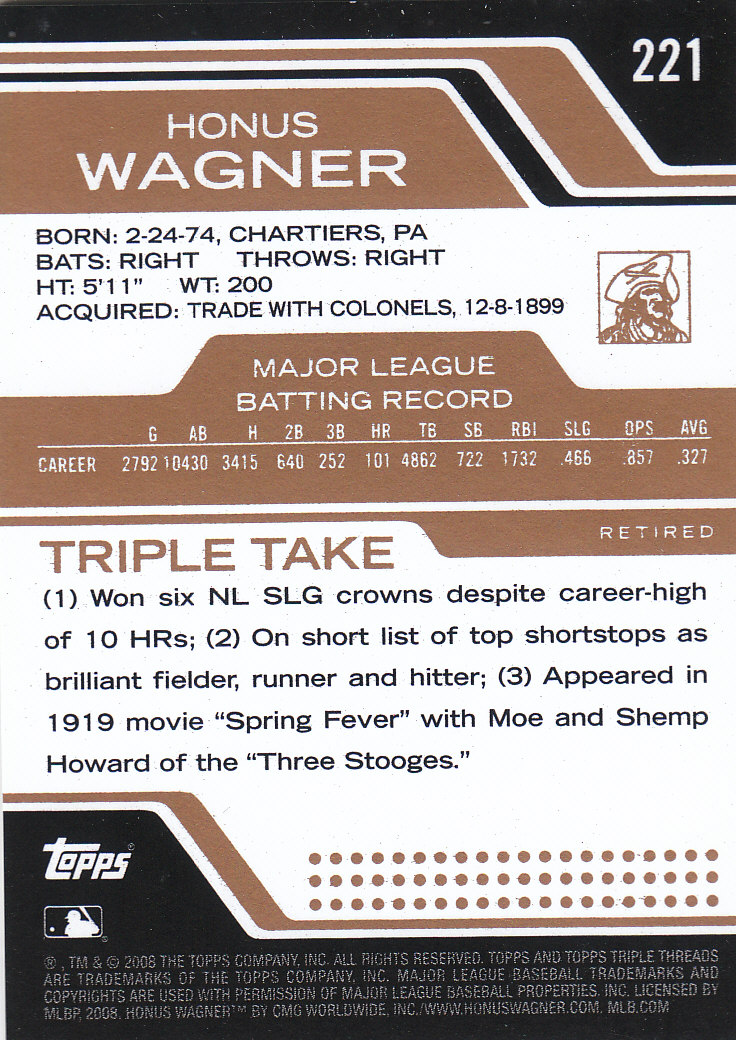 221
HONUS
WAGNER
BORN: 2-24-74, CHARTIERS, PA
BATS: RIGHT THROWS: RIGHT
HT: 5'11" WT: 200
ACQUIRED: TRADE WITH COLONELS, 12-8-1899
MAJOR LEAGUE
BATTING RECORD
G AB H 2B 3B HR TB SB RBI SLG OPS AVG
CAREER 2792 10430 3415 640 252 101 4862 722 1732 .466 .857 .327
RETIRED
TRIPLE TAKE
(1) Won six NL SLG crowns despite career-high
of 10 HRs; (2) On short list of top shortstops as
brilliant fielder, runner and hitter; (3) Appeared in
1919 movie “Spring Fever” with Moe and Shemp
Howard of the “Three Stooges.”
Topps®
®, TM & © 2008 THE TOPPS COMPANY, INC. ALL RIGHTS RESERVED. TOPPS AND TOPPS TRIPLE THREADS
ARE TRADEMARKS OF THE TOPPS COMPANY, INC. MAJOR LEAGUE BASEBALL TRADEMARKS AND
COPYRIGHTS ARE USED WITH PERMISSION OF MAJOR LEAGUE BASEBALL PROPERTIES, INC. LICENSED BY
MLBP, 2008. HONUS WAGNER™ BY CMG WORLDWIDE, INC./WWW.HONUSWAGNER.COM. MLB.COM